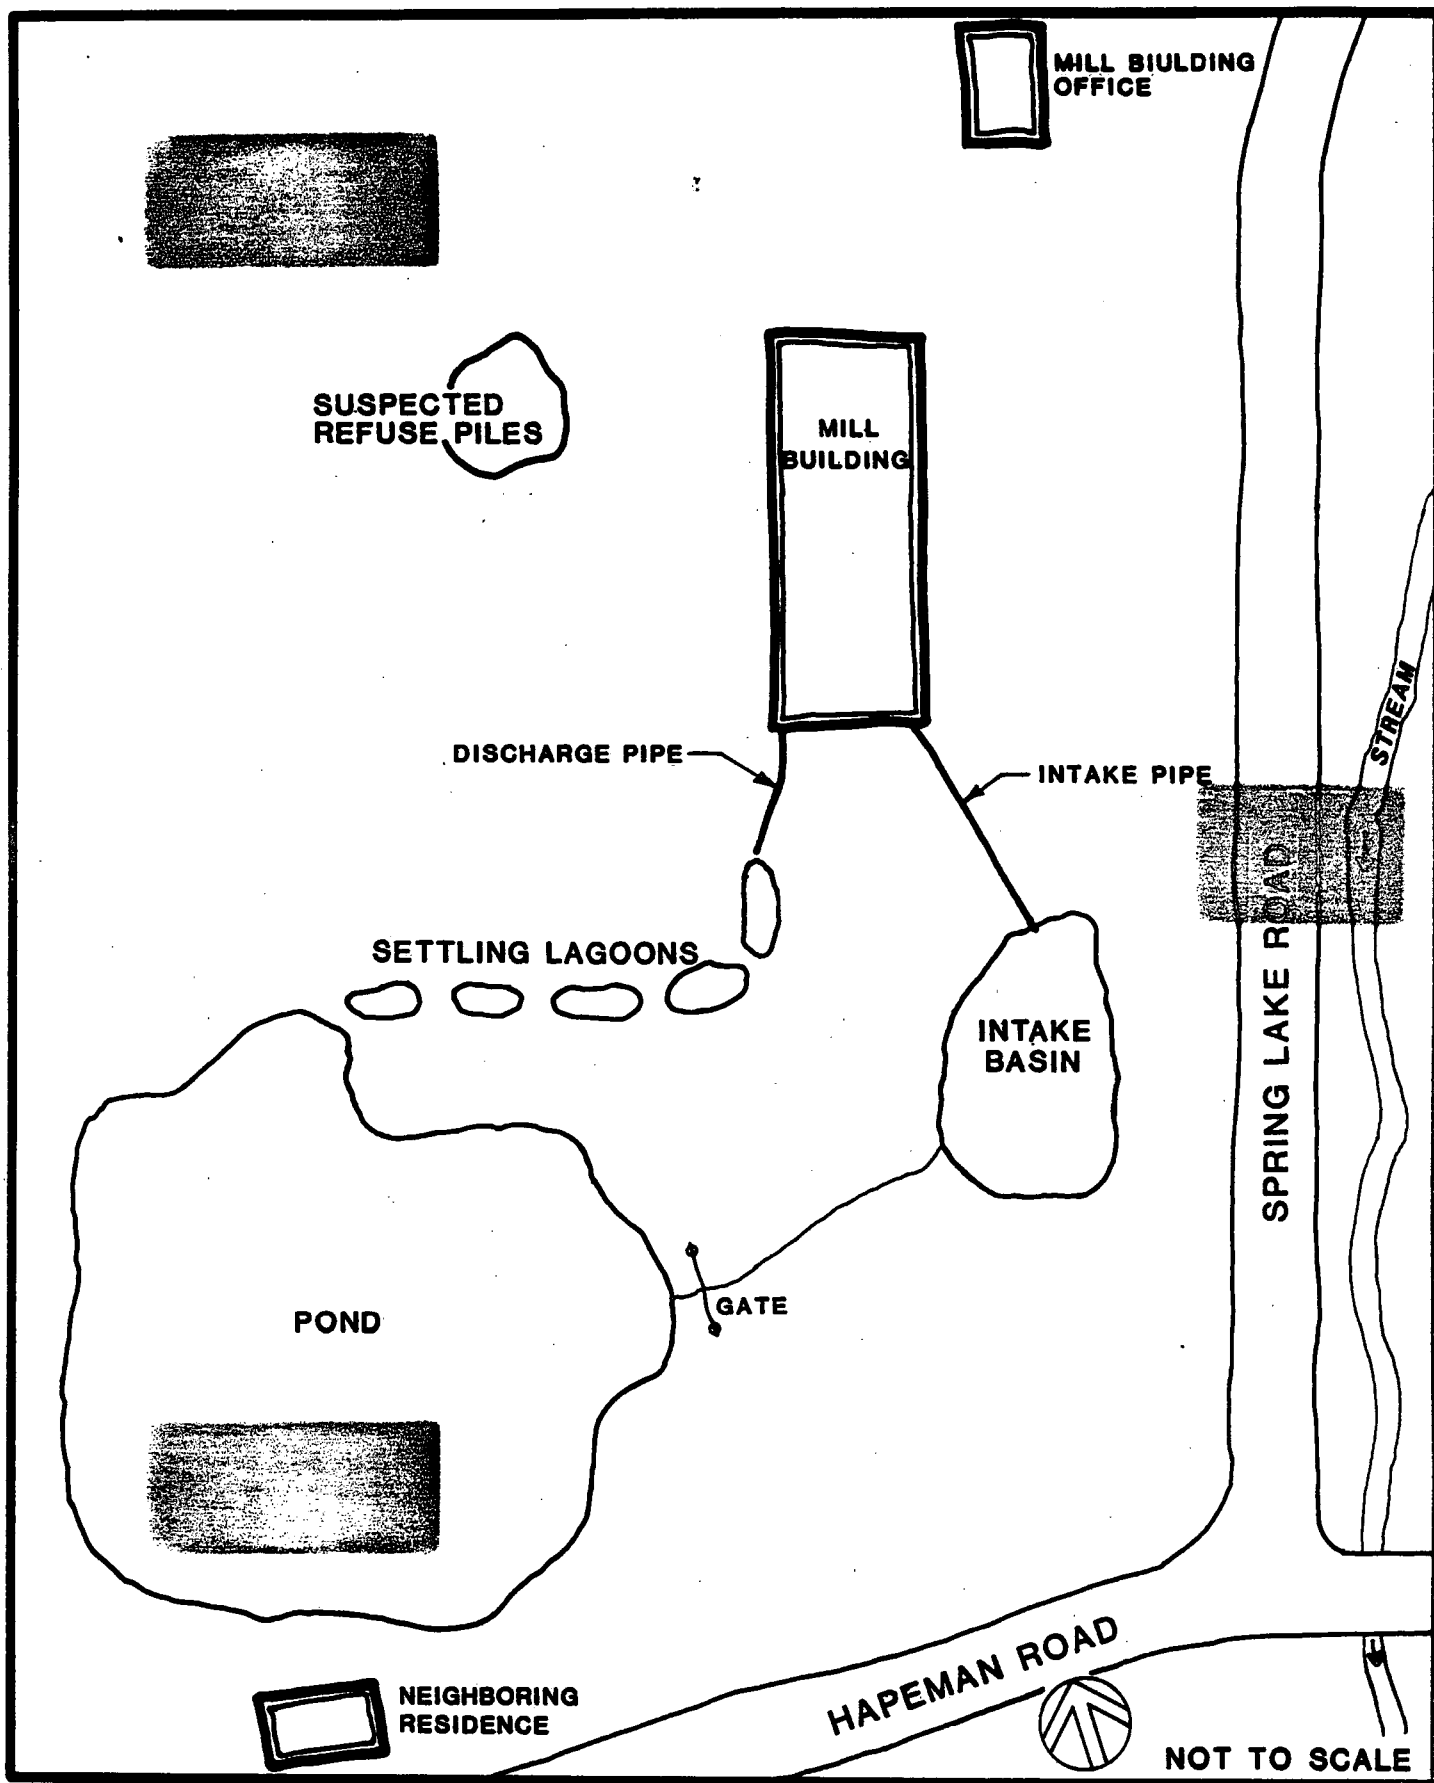 MILL BIULDING
OFFICE
SUSPECTED
REFUSE PILES
MILL
BUILDING
STREAM
DISCHARGE PIPE
INTAKE PIPE
SETTLING LAGOONS
INTAKE
BASIN
SPRING LAKE ROAD
POND
GATE
HAPEMAN ROAD
NEIGHBORING
RESIDENCE
NOT TO SCALE